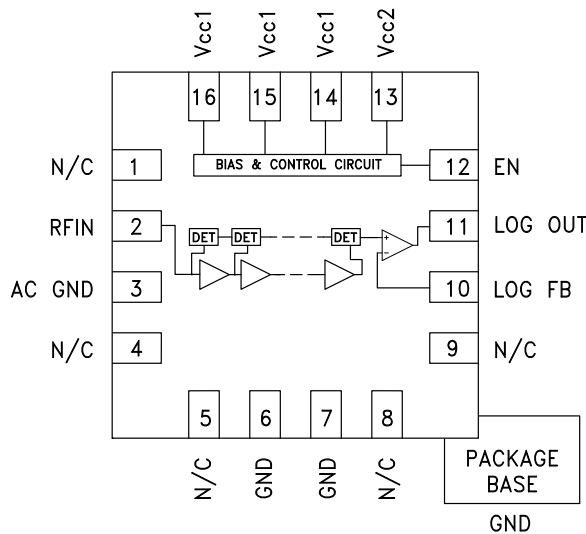 Vcc1 Vcc1 Vcc1 Vcc2
16 15 14 13
BIAS & CONTROL CIRCUIT
N/C 1
12 EN
RFIN 2
DET DET DET
+
−
11 LOG OUT
AC GND 3
10 LOG FB
N/C 4
9 N/C
5 6 7 8
N/C GND GND N/C
PACKAGE
BASE
GND